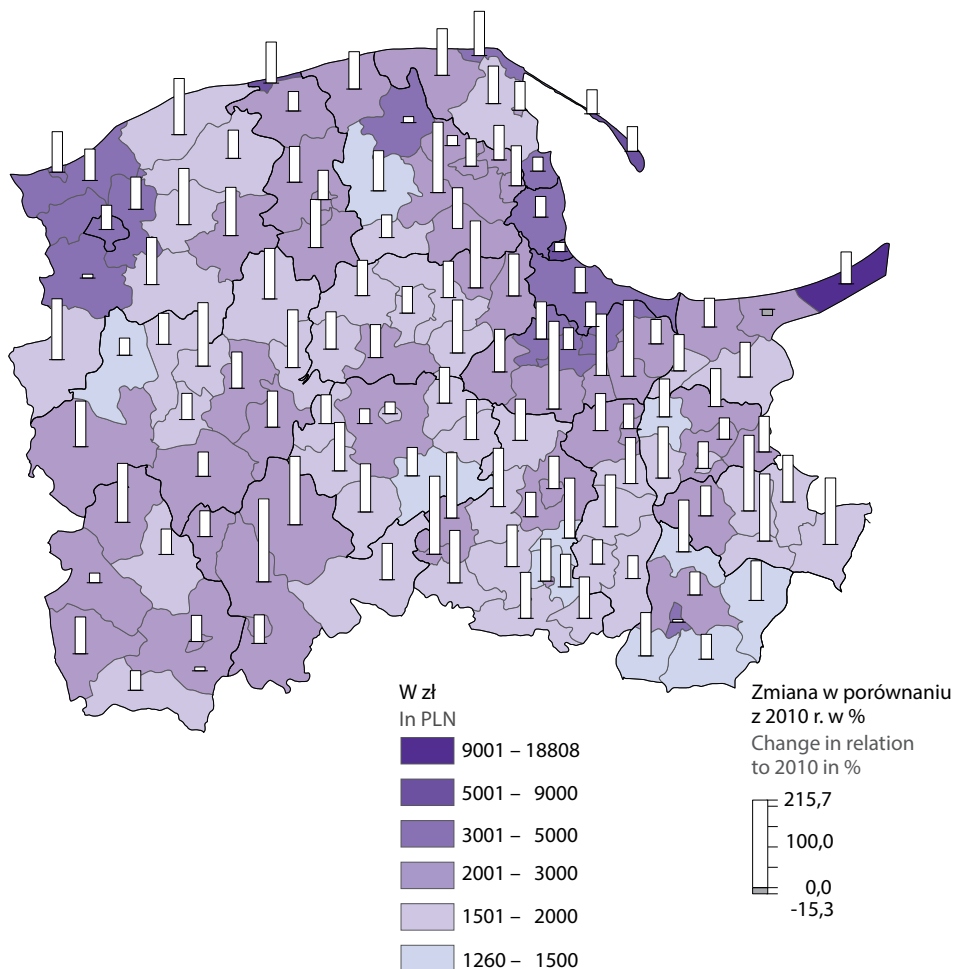 W zł
In PLN
9001 – 18808
5001 – 9000
3001 – 5000
2001 – 3000
1501 – 2000
1260 – 1500
Zmiana w porównaniu
z 2010 r. w %
Change in relation
to 2010 in %
215,7
100,0
0,0
-15,3